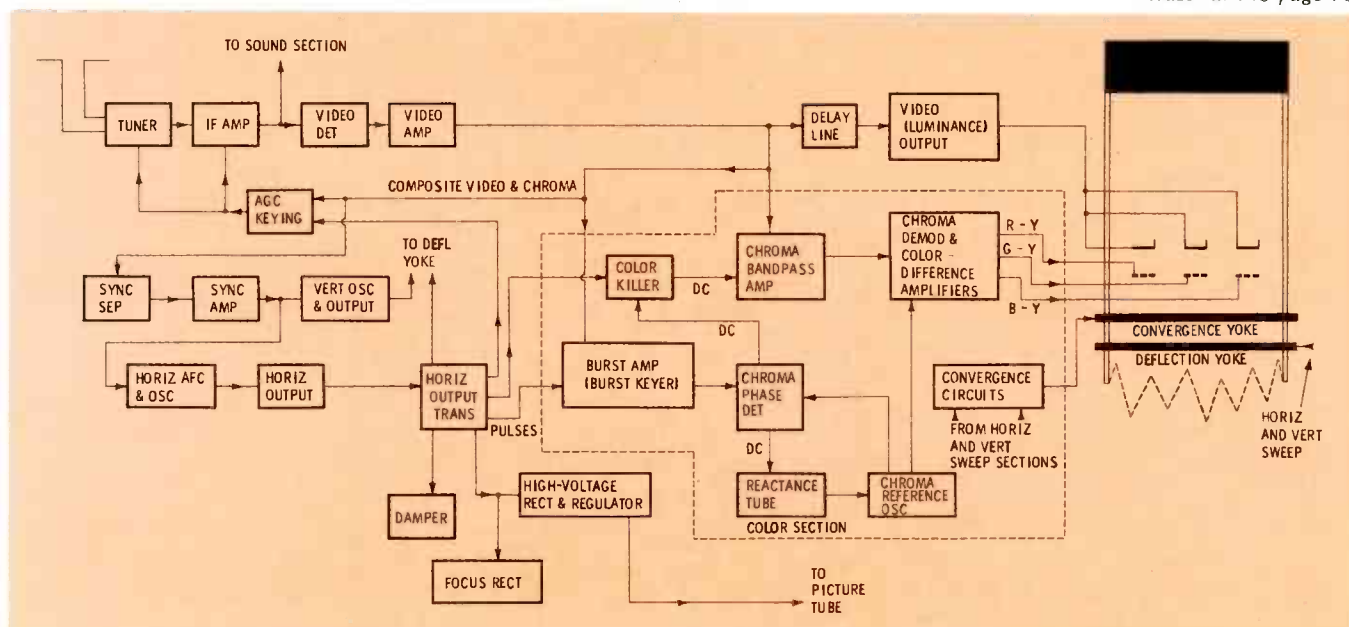 TO SOUND SECTION
TUNER
IF AMP
VIDEO
DET
VIDEO
AMP
DELAY
LINE
VIDEO
(LUMINANCE)
OUTPUT
AGC
KEYING
COMPOSITE VIDEO & CHROMA
TO DEFL
YOKE
SYNC
SEP
SYNC
AMP
VERT OSC
& OUTPUT
COLOR
KILLER
DC
CHROMA
BANDPASS
AMP
CHROMA
DEMOD &
COLOR -
DIFFERENCE
AMPLIFIERS
R - Y
G - Y
B - Y
DC
HORIZ AFC
& OSC
HORIZ
OUTPUT
HORIZ
OUTPUT
TRANS
PULSES
BURST AMP
(BURST KEYER)
CHROMA
PHASE
DET
CONVERGENCE
CIRCUITS
FROM HORIZ
AND VERT
SWEEP SECTIONS
CONVERGENCE YOKE
DEFLECTION YOKE
HORIZ
AND VERT
SWEEP
DC
DAMPER
HIGH-VOLTAGE
RECT & REGULATOR
REACTANCE
TUBE
CHROMA
REFERENCE
OSC
COLOR SECTION
FOCUS RECT
TO
PICTURE
TUBE